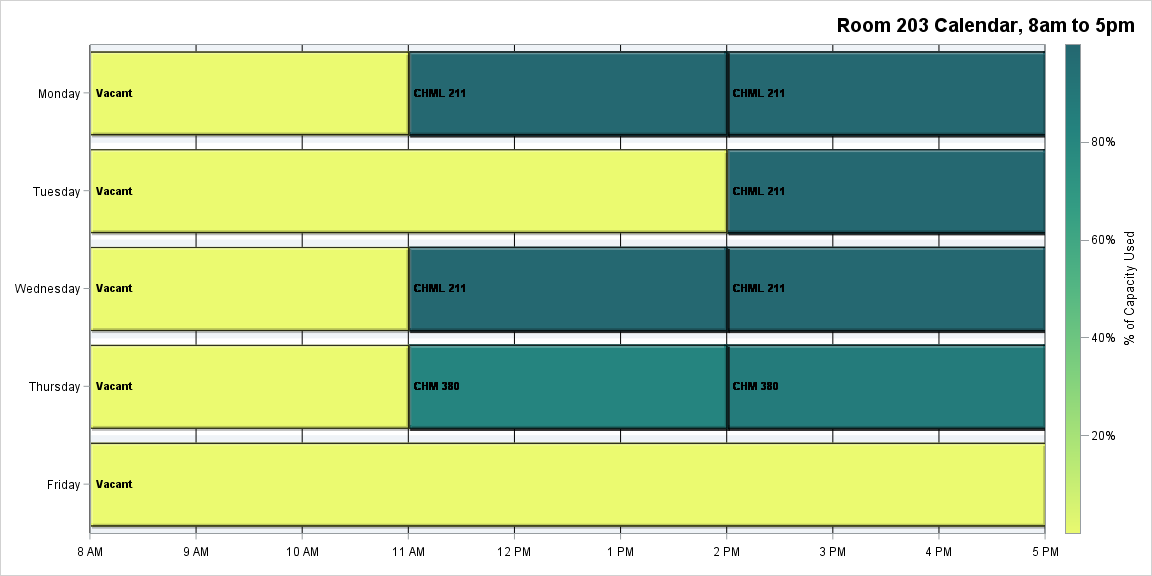 Room 203 Calendar, 8am to 5pm
Monday
Vacant
CHML 211
CHML 211
Tuesday
Vacant
CHML 211
Wednesday
Vacant
CHML 211
CHML 211
Thursday
Vacant
CHM 380
CHM 380
Friday
Vacant
8 AM
9 AM
10 AM
11 AM
12 PM
1 PM
2 PM
3 PM
4 PM
5 PM
80%
60%
40%
20%
% of Capacity Used